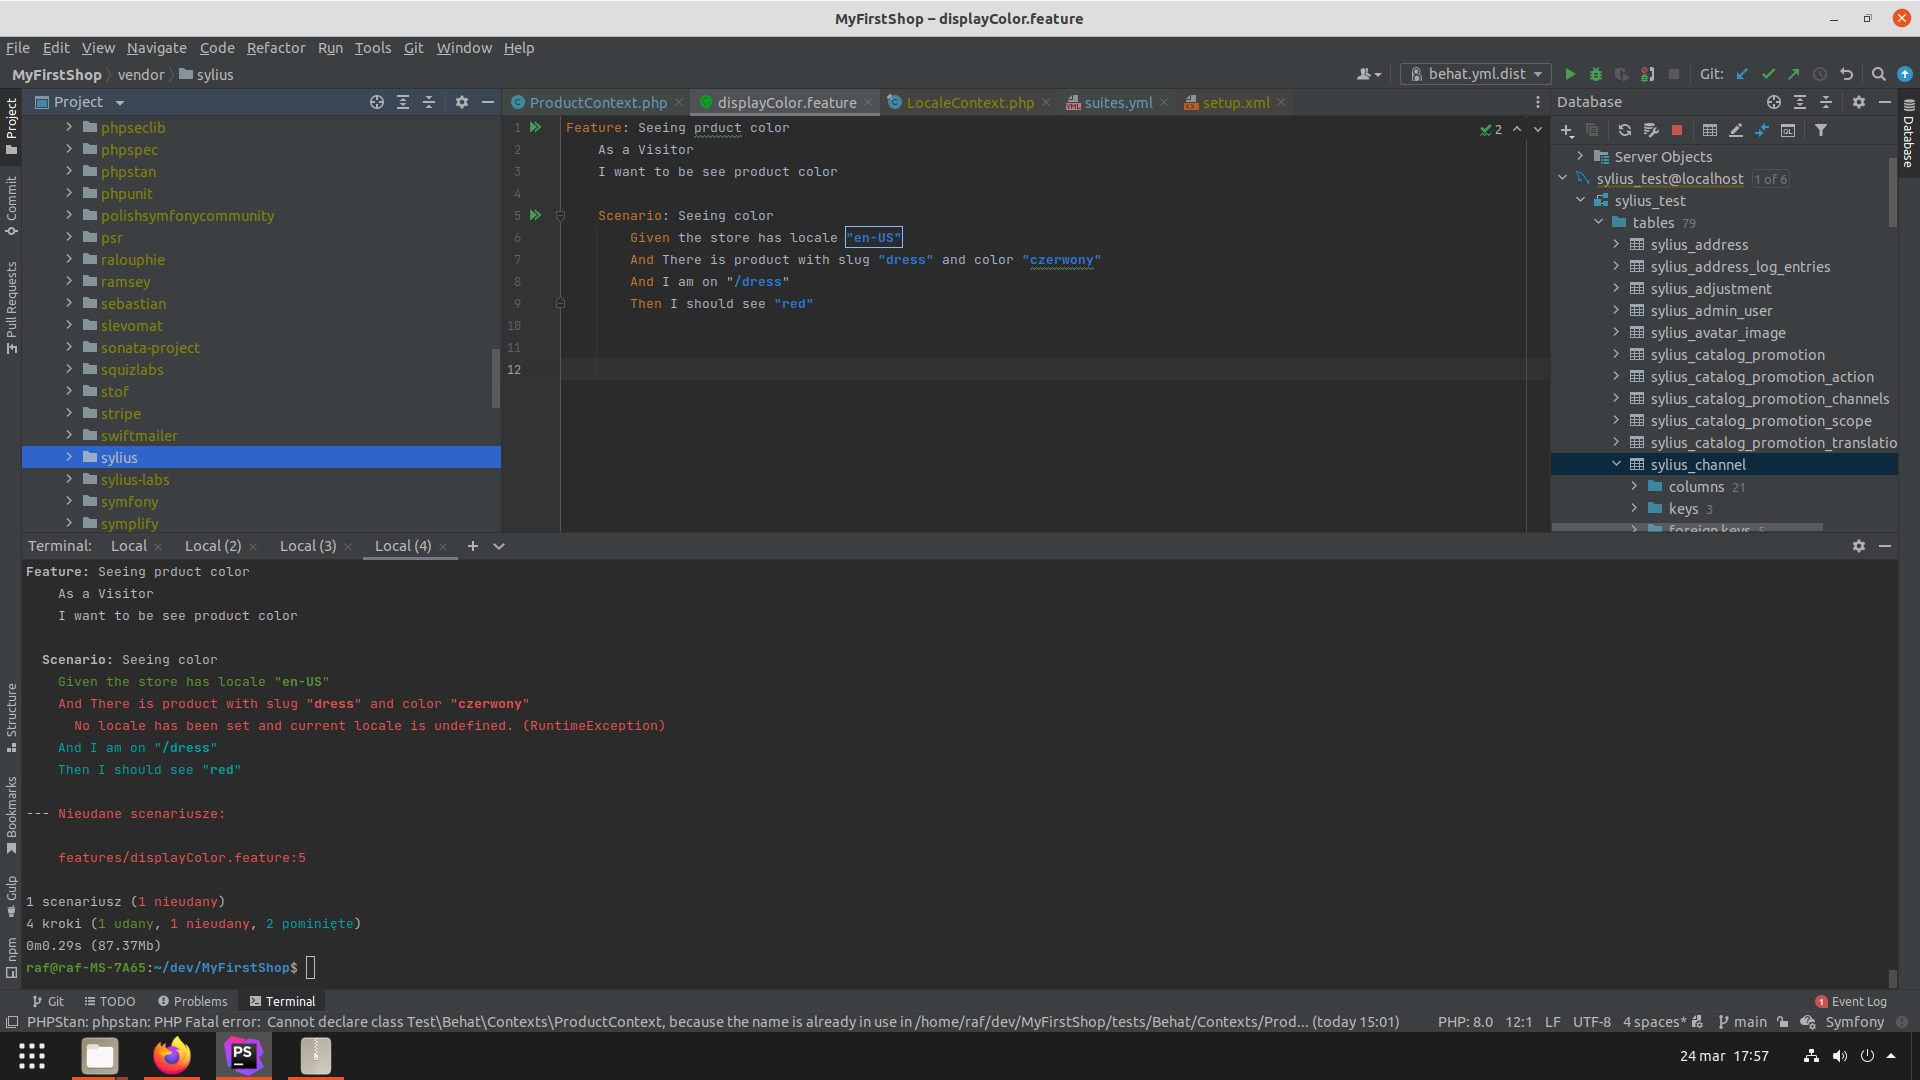 MyFirstShop – displayColor.feature
File Edit View Navigate Code Refactor Run Tools Git Window Help
MyFirstShop vendor sylius
behat.yml.dist
Git:
Project
ProductContext.php displayColor.feature LocaleContext.php suites.yml setup.xml
Database
phpseclib
phpspec
phpstan
phpunit
polishsymfonycommunity
psr
ralouphie
ramsey
sebastian
slevomat
sonata-project
squizlabs
stof
stripe
swiftmailer
sylius
sylius-labs
symfony
symplify
1 Feature: Seeing prduct color
2 As a Visitor
3 I want to be see product color
4
5 Scenario: Seeing color
6 Given the store has locale "en-US"
7 And There is product with slug "dress" and color "czerwony"
8 And I am on "/dress"
9 Then I should see "red"
10
11
12
2
Server Objects
sylius_test@localhost 1 of 6
sylius_test
tables 79
sylius_address
sylius_address_log_entries
sylius_adjustment
sylius_admin_user
sylius_avatar_image
sylius_catalog_promotion
sylius_catalog_promotion_action
sylius_catalog_promotion_channels
sylius_catalog_promotion_scope
sylius_catalog_promotion_translatio
sylius_channel
columns 21
keys 3
foreign keys 5
Project
Commit
Pull Requests
Structure
Bookmarks
Gulp
npm
Database
Terminal: Local Local (2) Local (3) Local (4)
Feature: Seeing prduct color
As a Visitor
I want to be see product color
Scenario: Seeing color
Given the store has locale "en-US"
And There is product with slug "dress" and color "czerwony"
No locale has been set and current locale is undefined. (RuntimeException)
And I am on "/dress"
Then I should see "red"
--- Nieudane scenariusze:
features/displayColor.feature:5
1 scenariusz (1 nieudany)
4 kroki (1 udany, 1 nieudany, 2 pominięte)
0m0.29s (87.37Mb)
raf@raf-MS-7A65:~/dev/MyFirstShop$
Git TODO Problems Terminal
1 Event Log
PHPStan: phpstan: PHP Fatal error: Cannot declare class Test\Behat\Contexts\ProductContext, because the name is already in use in /home/raf/dev/MyFirstShop/tests/Behat/Contexts/Prod... (today 15:01)
PHP: 8.0 12:1 LF UTF-8 4 spaces* main Symfony
PS
24 mar 17:57